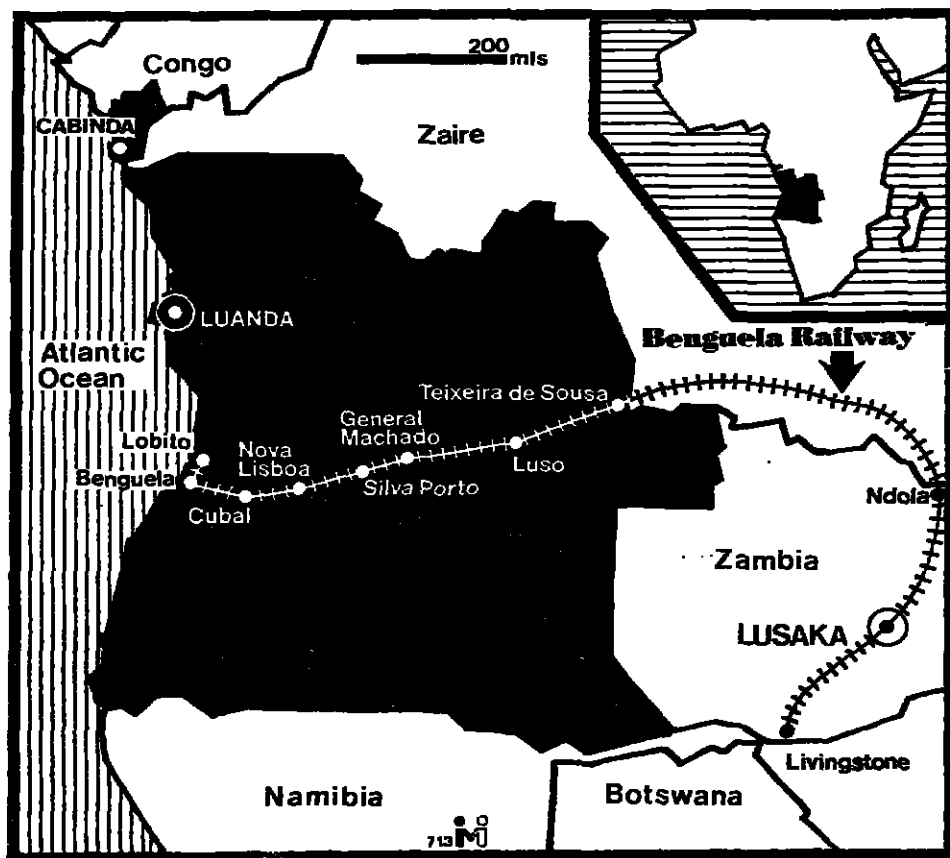 200
mls
Congo
CABINDA
Zaire
LUANDA
Atlantic
Ocean
Benguela Railway
Teixeira de Sousa
General
Machado
Lobito
Nova
Lisboa
Benguela
Luso
Silva Porto
Cubal
Ndola
Zambia
LUSAKA
Livingstone
Namibia
Botswana
713